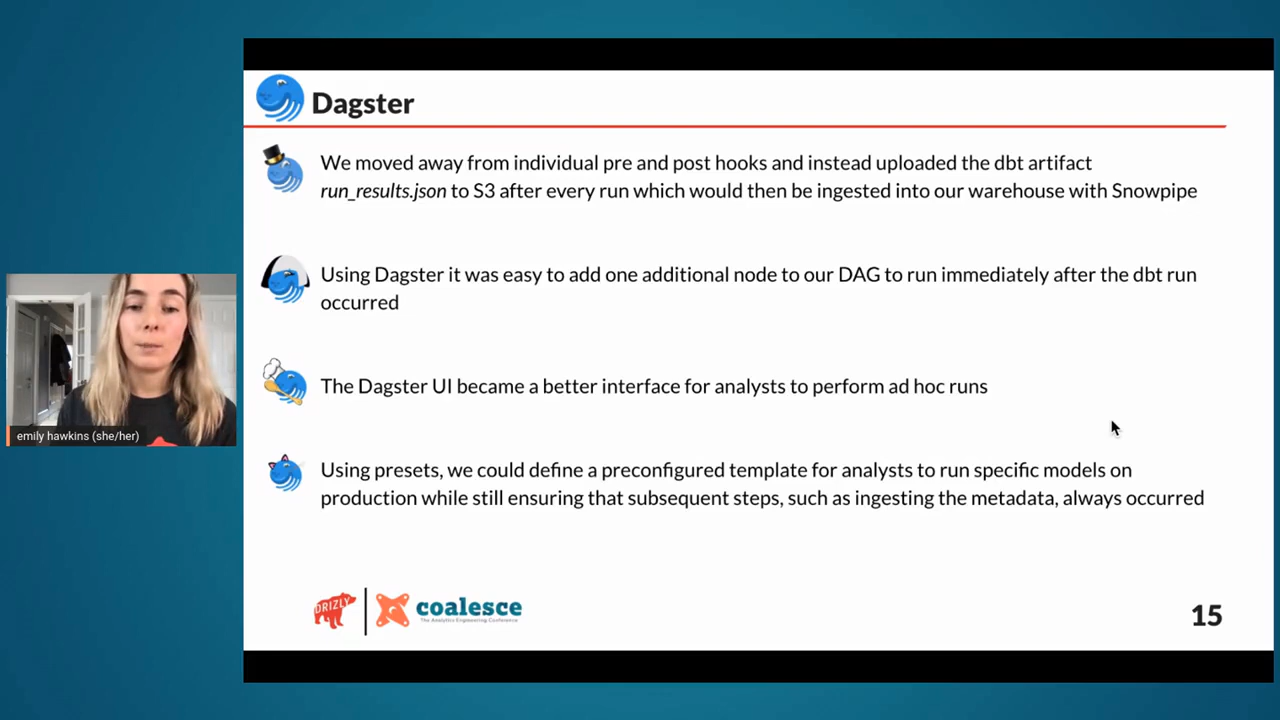 Dagster
We moved away from individual pre and post hooks and instead uploaded the dbt artifact
run_results.json to S3 after every run which would then be ingested into our warehouse with Snowpipe
Using Dagster it was easy to add one additional node to our DAG to run immediately after the dbt run
occurred
The Dagster UI became a better interface for analysts to perform ad hoc runs
emily hawkins (she/her)
Using presets, we could define a preconfigured template for analysts to run specific models on
production while still ensuring that subsequent steps, such as ingesting the metadata, always occurred
DRIZLY
coalesce
The Analytics Engineering Conference
15